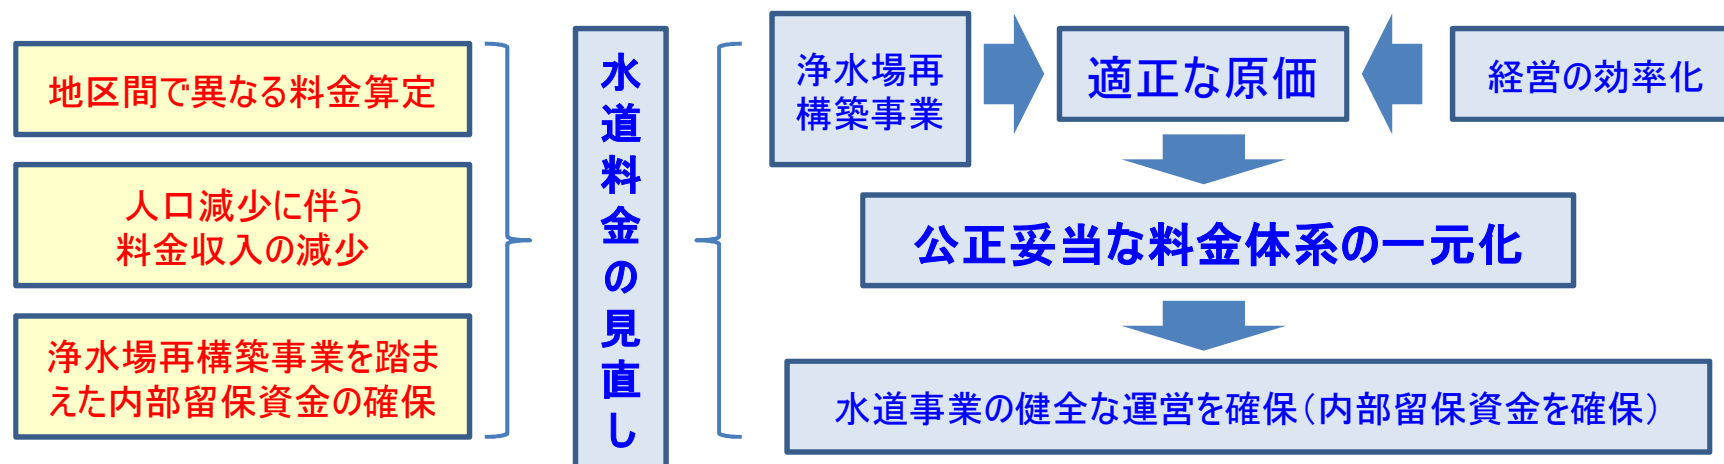 地区間で異なる料金算定
人口減少に伴う
料金収入の減少
浄水場再構築事業を踏ま
えた内部留保資金の確保
水道料金の見直し
浄水場再
構築事業
適正な原価
経営の効率化
公正妥当な料金体系の一元化
水道事業の健全な運営を確保(内部留保資金を確保)